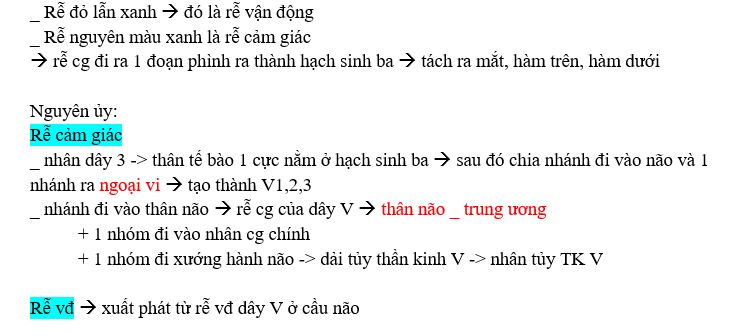 _ Rễ đỏ lẫn xanh → đó là rễ vận động
_ Rễ nguyên màu xanh là rễ cảm giác
→ rễ cg đi ra 1 đoạn phình ra thành hạch sinh ba → tách ra mắt, hàm trên, hàm dưới
Nguyên ủy:
Rễ cảm giác
_ nhân dây 3 -> thân tế bào 1 cực nằm ở hạch sinh ba → sau đó chia nhánh đi vào não và 1
nhánh ra ngoại vi → tạo thành V1,2,3
_ nhánh đi vào thân não → rễ cg của dây V → thân não _ trung ương
+ 1 nhóm đi vào nhân cg chính
+ 1 nhóm đi xướng hành não -> dải tủy thần kinh V -> nhân tủy TK V
Rễ vđ → xuất phát từ rễ vđ dây V ở cầu não